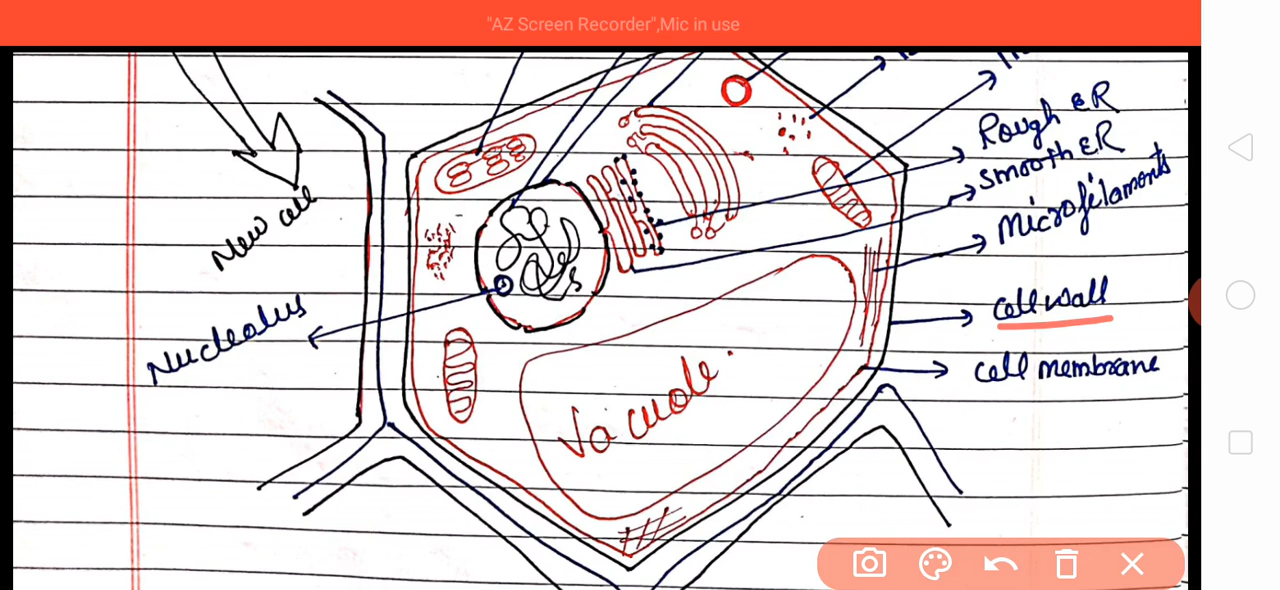 "AZ Screen Recorder",Mic in use
Rough ER
Smooth ER
Microfilaments
New cell
cell wall
Nucleolus
cell membrane
Vacuole